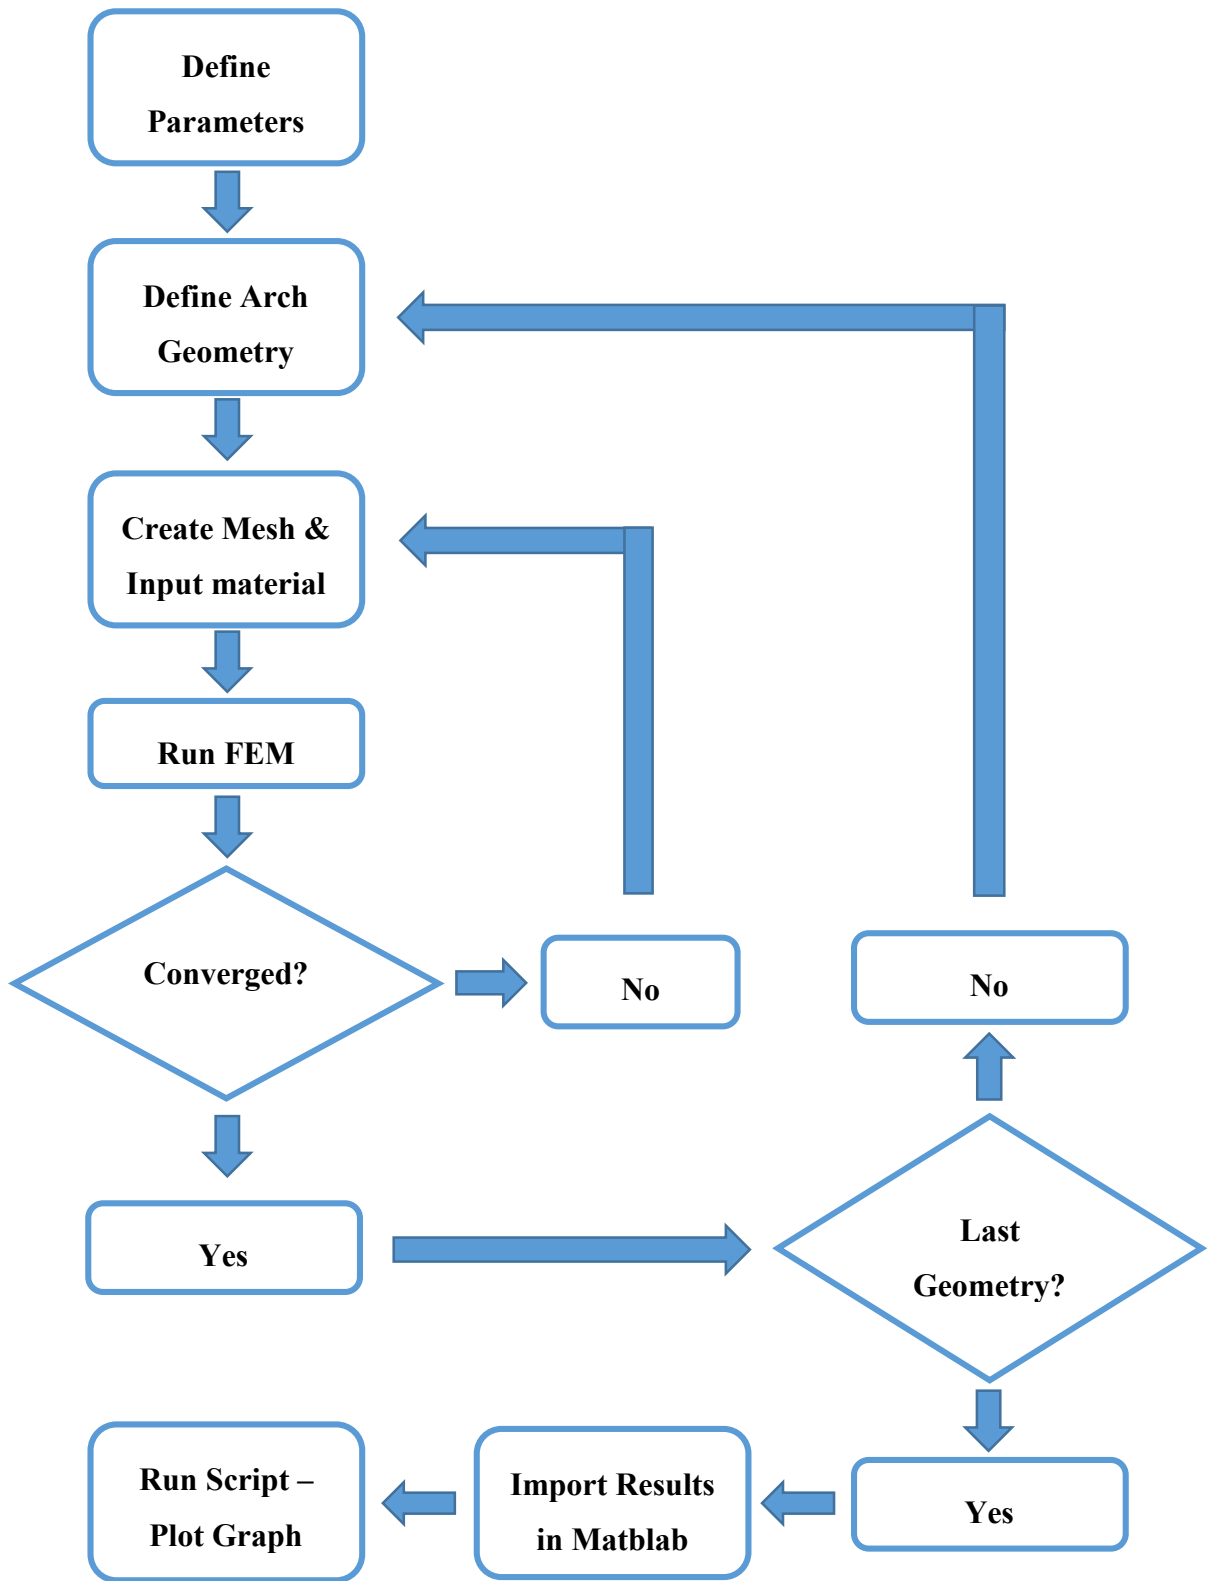 Define
Parameters
Define Arch
Geometry
Create Mesh &
Input material
Run FEM
Converged?
No
No
Yes
Last
Geometry?
Run Script –
Plot Graph
Import Results
in Matblab
Yes